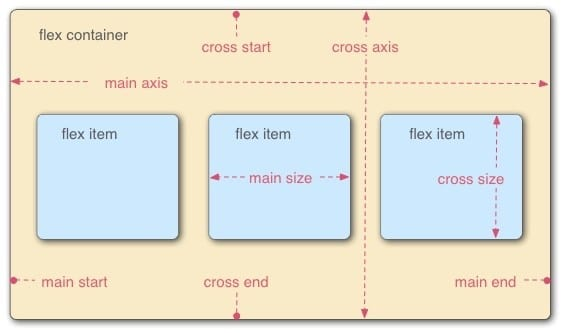 flex container
cross start
cross axis
main axis
flex item
flex item
flex item
main size
cross size
main start
cross end
main end